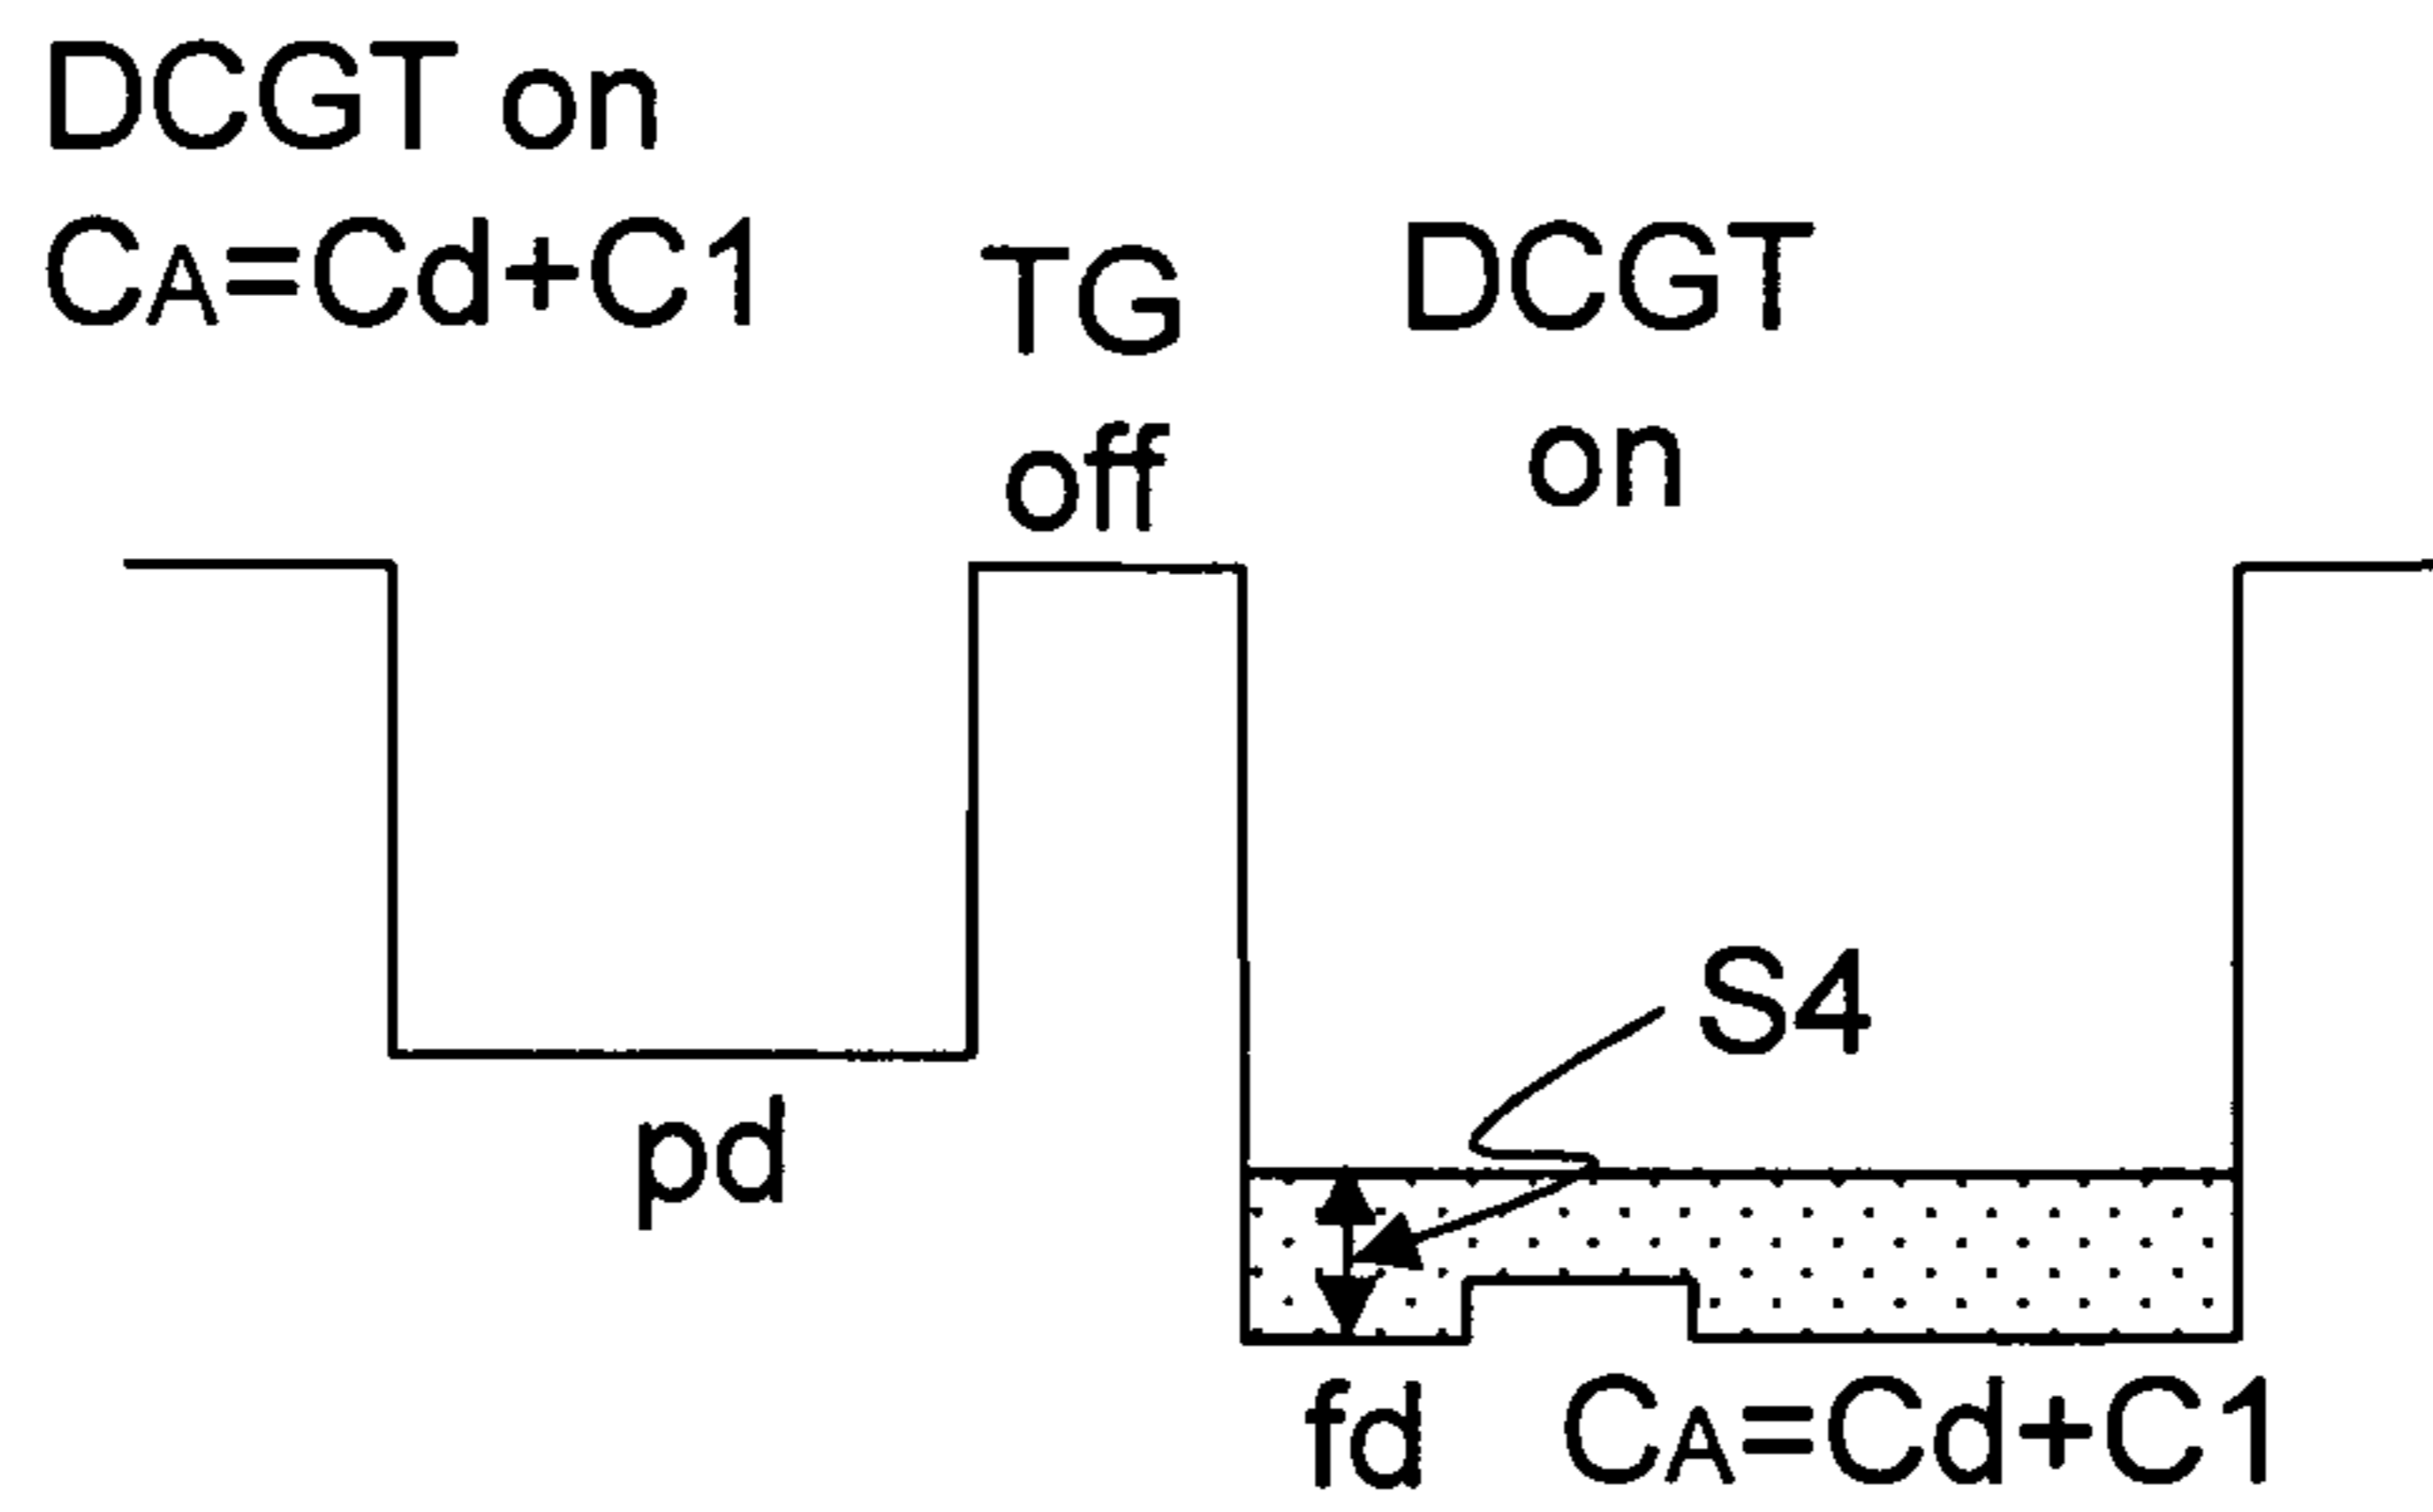 DCGT on
CA=Cd+C1
TG
off
DCGT
on
S4
pd
fd
CA=Cd+C1